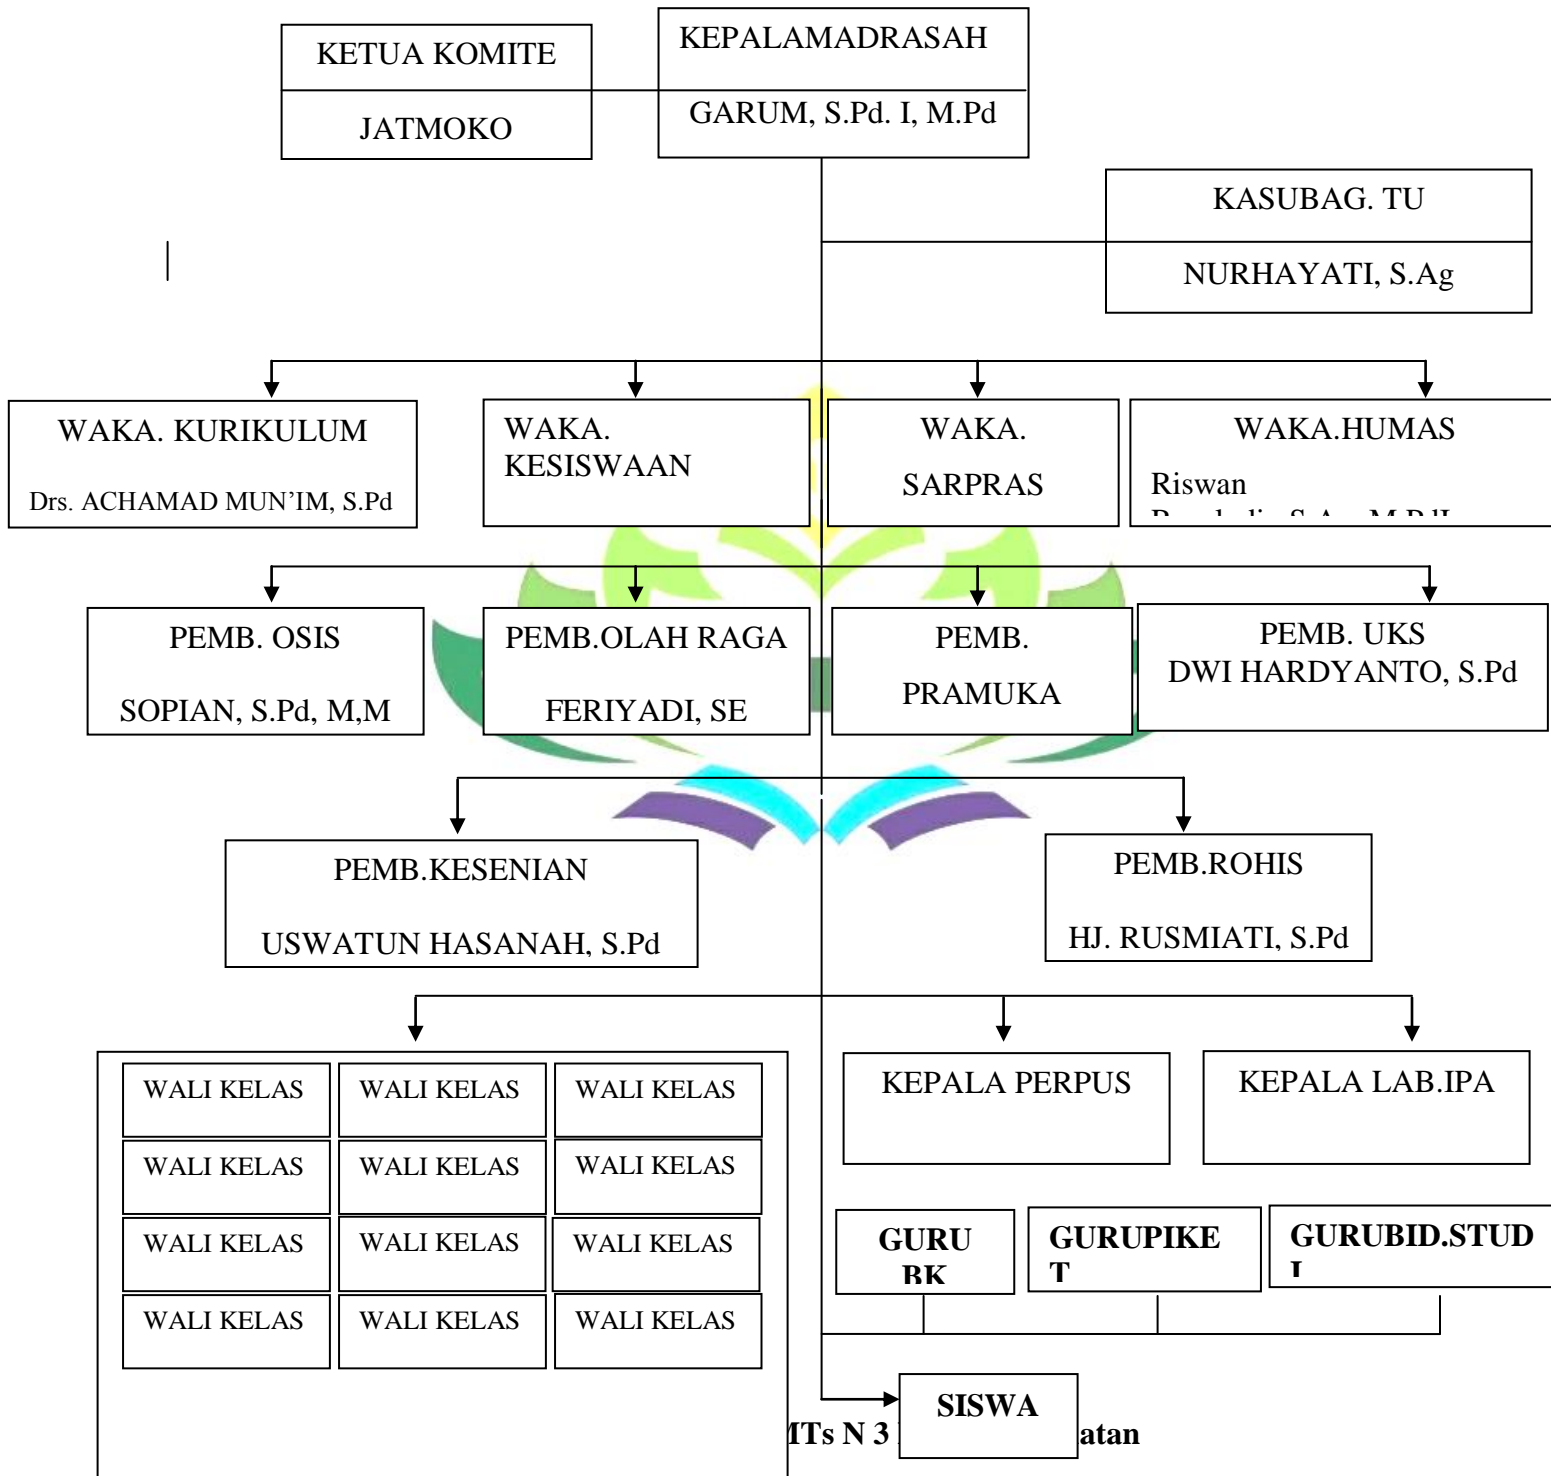 KETUA KOMITE
JATMOKO
KEPALAMADRASAH
GARUM, S.Pd. I, M.Pd
KASUBAG. TU
NURHAYATI, S.Ag
WAKA. KURIKULUM
Drs. ACHAMAD MUN’IM, S.Pd
WAKA.
KESISWAAN
WAKA.
SARPRAS
WAKA.HUMAS
Riswan
PEMB. OSIS
SOPIAN, S.Pd, M,M
PEMB.OLAH RAGA
FERIYADI, SE
PEMB.
PRAMUKA
PEMB. UKS
DWI HARDYANTO, S.Pd
PEMB.KESENIAN
USWATUN HASANAH, S.Pd
PEMB.ROHIS
HJ. RUSMIATI, S.Pd
WALI KELAS
WALI KELAS
WALI KELAS
WALI KELAS
WALI KELAS
WALI KELAS
WALI KELAS
WALI KELAS
WALI KELAS
WALI KELAS
WALI KELAS
WALI KELAS
KEPALA PERPUS
KEPALA LAB.IPA
GURU
BK
GURUPIKE
T
GURUBID.STUD
I
SISWA
MTs N 3 atan